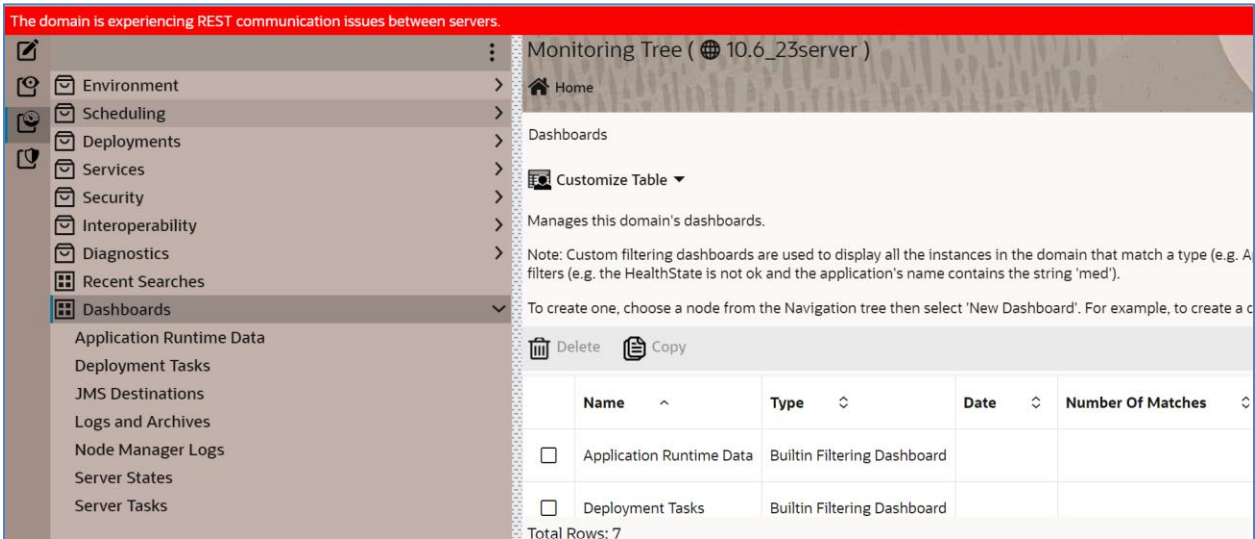 The domain is experiencing REST communication issues between servers.
Environment
Scheduling
Deployments
Services
Security
Interoperability
Diagnostics
Recent Searches
Dashboards
Application Runtime Data
Deployment Tasks
JMS Destinations
Logs and Archives
Node Manager Logs
Server States
Server Tasks
Monitoring Tree ( 10.6_23server )
Home
Dashboards
Customize Table
Manages this domain's dashboards.
Note: Custom filtering dashboards are used to display all the instances in the domain that match a type (e.g. A
filters (e.g. the HealthState is not ok and the application's name contains the string 'med').
To create one, choose a node from the Navigation tree then select 'New Dashboard'. For example, to create a c
Delete Copy
Name Type Date Number Of Matches
Application Runtime Data Builtin Filtering Dashboard
Deployment Tasks Builtin Filtering Dashboard
Total Rows: 7